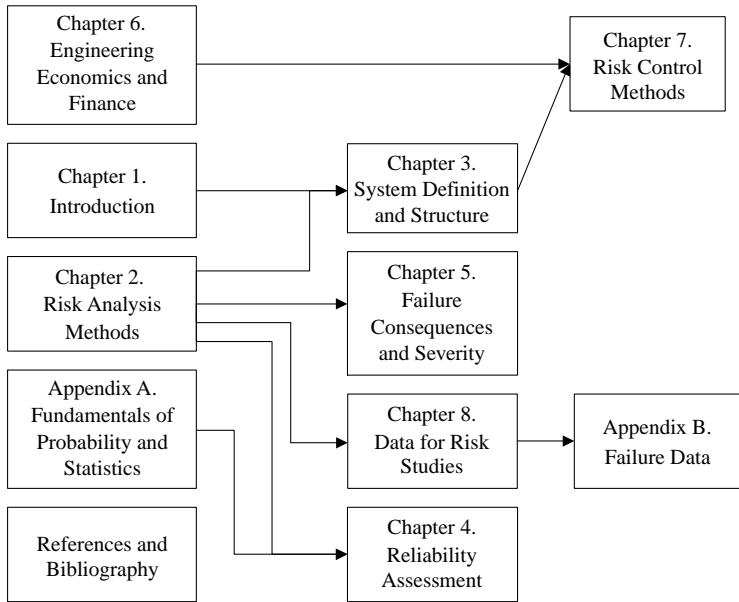 Chapter 6.
Engineering
Economics and
Finance
Chapter 7.
Risk Control
Methods
Chapter 1.
Introduction
Chapter 3.
System Definition
and Structure
Chapter 2.
Risk Analysis
Methods
Chapter 5.
Failure
Consequences
and Severity
Appendix A.
Fundamentals of
Probability and
Statistics
Chapter 8.
Data for Risk
Studies
Appendix B.
Failure Data
References and
Bibliography
Chapter 4.
Reliability
Assessment